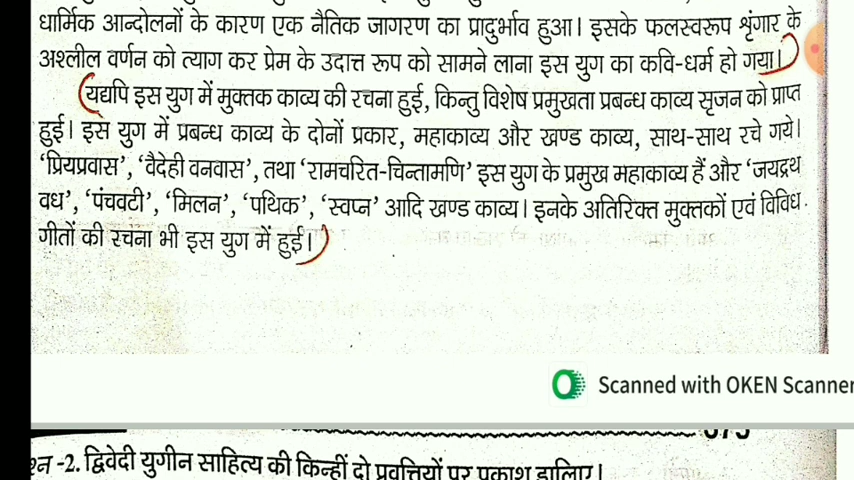 धार्मिक आन्दोलनों के कारण एक नैतिक जागरण का प्रादुर्भाव हुआ। इसके फलस्वरूप शृंगार के
अश्लील वर्णन को त्याग कर प्रेम के उदात्त रूप को सामने लाना इस युग का कवि-धर्म हो गया।
यद्यपि इस युग में मुक्तक काव्य की रचना हुई, किन्तु विशेष प्रमुखता प्रबन्ध काव्य सृजन को प्राप्त
हुई। इस युग में प्रबन्ध काव्य के दोनों प्रकार, महाकाव्य और खण्ड काव्य, साथ-साथ रचे गये।
'प्रियप्रवास', 'वैदेही वनवास', तथा 'रामचरित-चिन्तामणि' इस युग के प्रमुख महाकाव्य हैं और 'जयद्रथ
वध', 'पंचवटी', 'मिलन', 'पथिक', 'स्वप्न' आदि खण्ड काव्य। इनके अतिरिक्त मुक्तकों एवं विविध
गीतों की रचना भी इस युग में हुई।
Scanned with OKEN Scanner
-2. द्विवेदी युगीन साहित्य की किन्हीं दो प्रवृत्तियों पर प्रकाश डालिए।